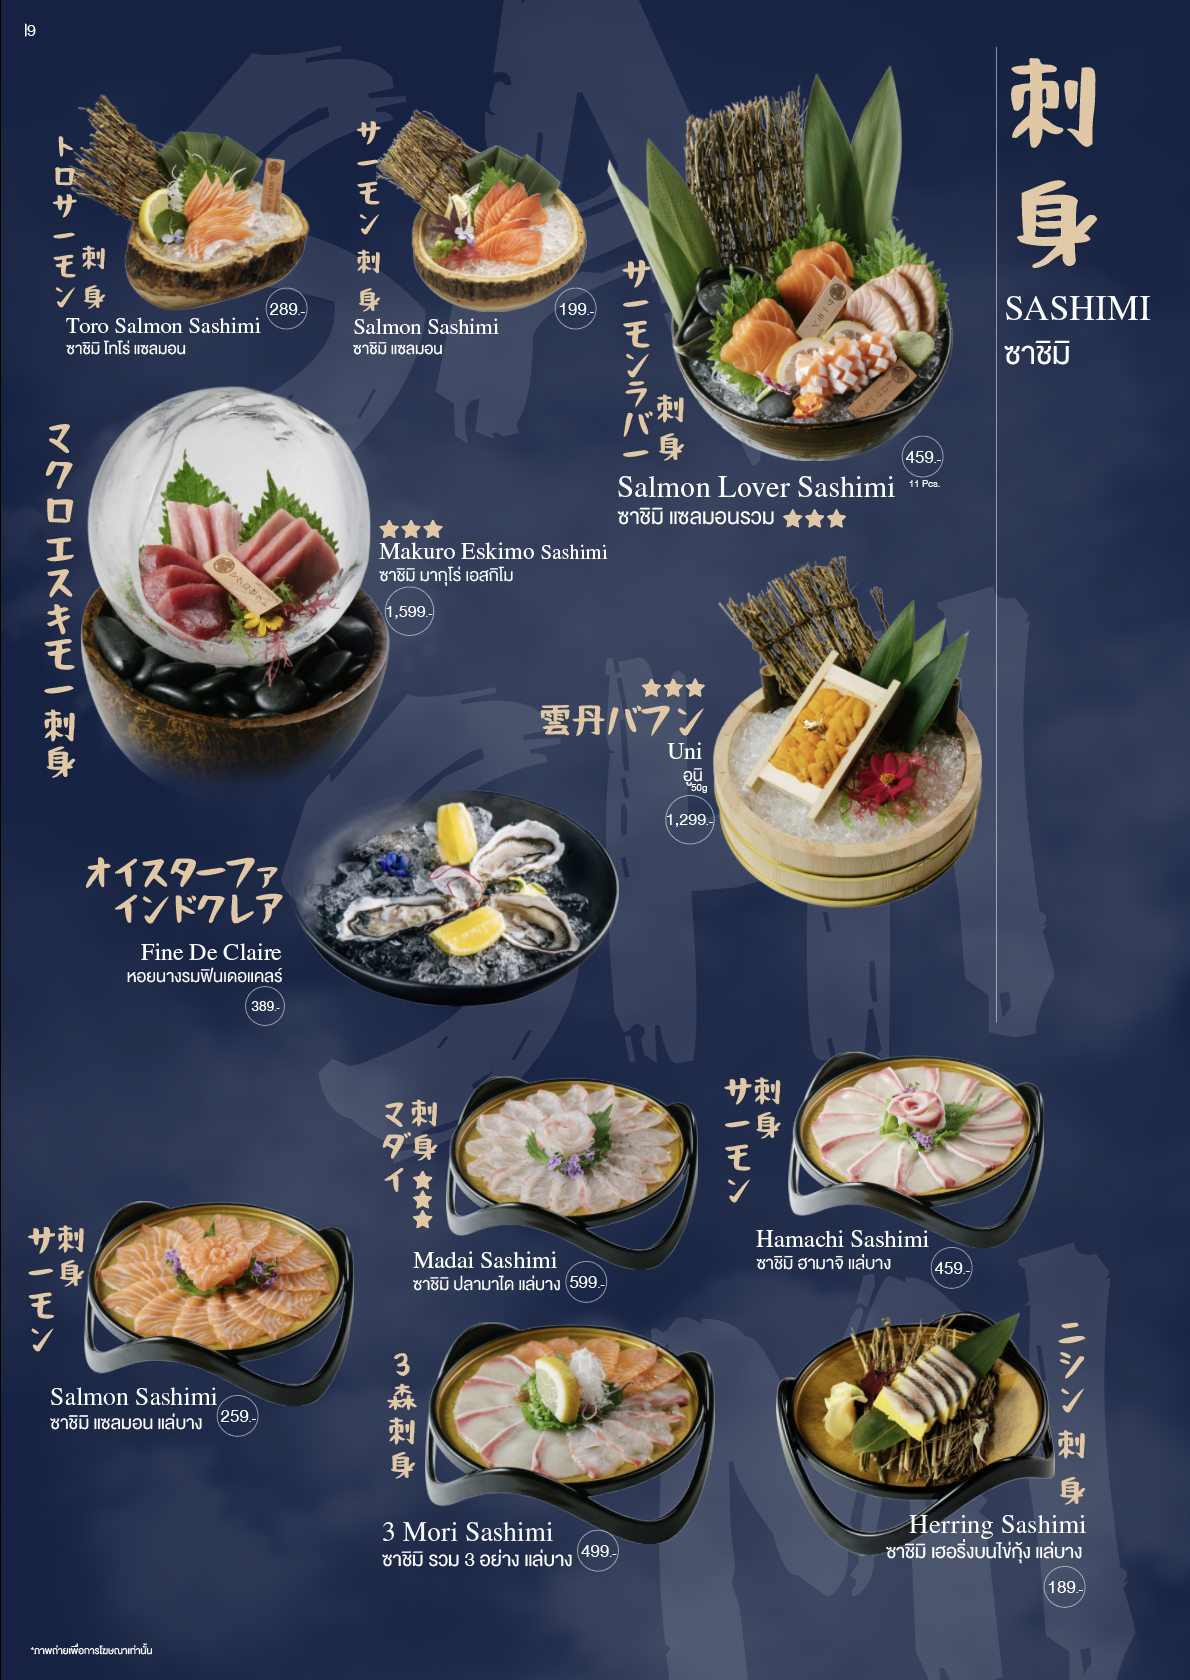 |9
刺身
SASHIMI
ซาชิมิ
トロサーモン
刺身
Toro Salmon Sashimi
ซาชิมิ โทโร่ แซลมอน
289.-
サーモン刺身
Salmon Sashimi
ซาชิมิ แซลมอน
199.-
サーモンラバー
刺身
Salmon Lover Sashimi
ซาชิมิ แซลมอนรวม
459.-
11 Pcs.
マクロエスキモー刺身
Makuro Eskimo Sashimi
ซาชิมิ มากุโร่ เอสกิโม
1,599.-
雲丹バフン
Uni
อูนิ
50g
1,299.-
オイスターファ
インドクレア
Fine De Claire
หอยนางรมฟินเดอแคลร์
389.-
刺身
マダイ
Madai Sashimi
ซาชิมิ ปลามาได แล่บาง
599.-
刺身
サーモン
Hamachi Sashimi
ซาชิมิ ฮามาจิ แล่บาง
459.-
刺身
サーモン
Salmon Sashimi
ซาชิมิ แซลมอน แล่บาง
259.-
3森刺身
3 Mori Sashimi
ซาชิมิ รวม 3 อย่าง แล่บาง
499.-
ニシン刺身
Herring Sashimi
ซาชิมิ เฮอริ่งบนไข่กุ้ง แล่บาง
189.-
*ภาพถ่ายเพื่อการโฆษณาเท่านั้น
SA
SHI
MI